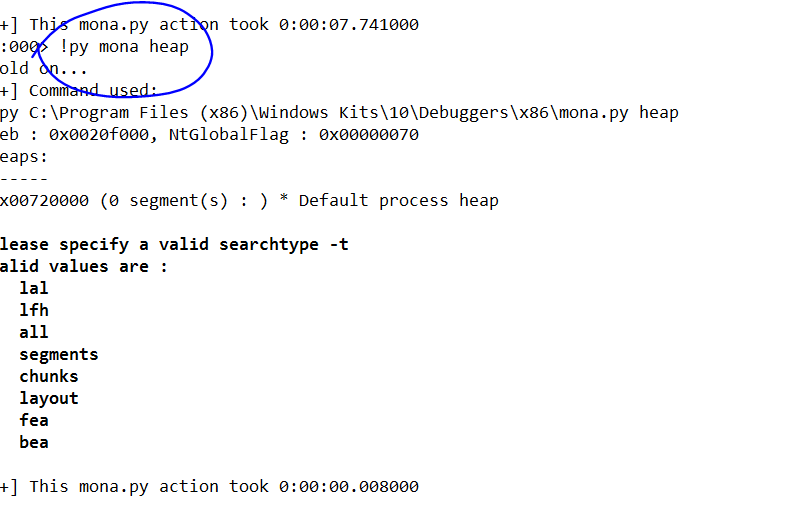 +] This mona.py action took 0:00:07.741000
:000> !py mona heap
old on...
+] Command used:
py C:\Program Files (x86)\Windows Kits\10\Debuggers\x86\mona.py heap
eb : 0x0020f000, NtGlobalFlag : 0x00000070
eaps:
-----
x00720000 (0 segment(s) : ) * Default process heap
lease specify a valid searchtype -t
alid values are :
lal
lfh
all
segments
chunks
layout
fea
bea
+] This mona.py action took 0:00:00.008000